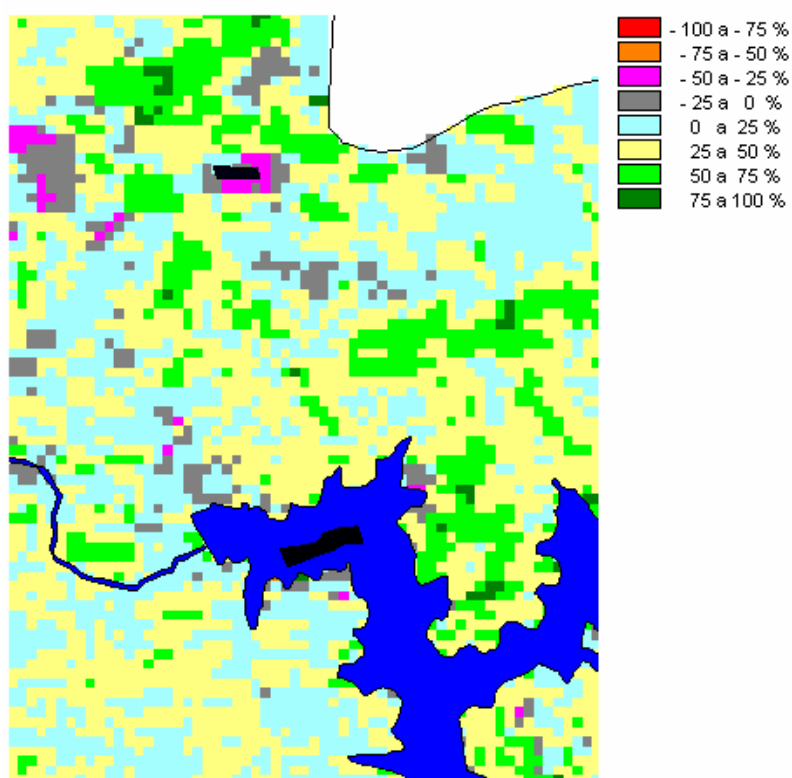 - 100 a - 75 %
- 75 a - 50 %
- 50 a - 25 %
- 25 a 0 %
0 a 25 %
25 a 50 %
50 a 75 %
75 a 100 %